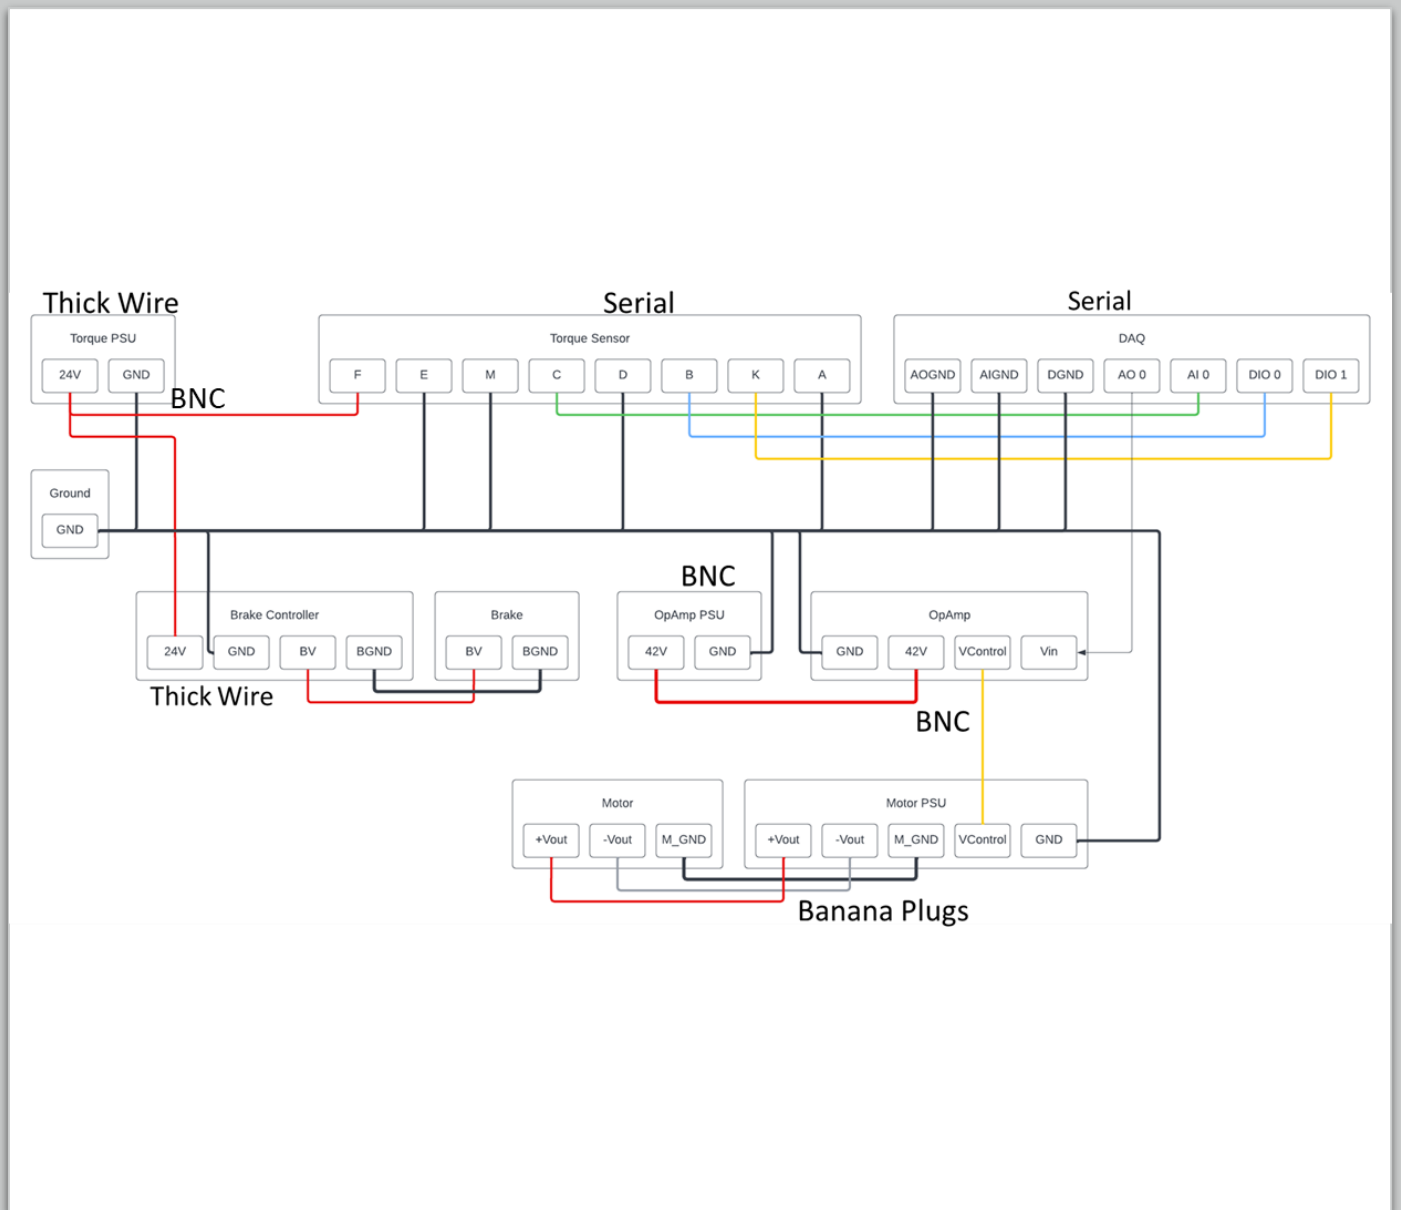 Thick Wire
Serial
Serial
Torque PSU
Torque Sensor
DAQ
24V GND
F E M C D B K A
AOGND AIGND DGND AO 0 AI 0 DIO 0 DIO 1
BNC
Ground
GND
BNC
Brake Controller
Brake
OpAmp PSU
OpAmp
24V GND BV BGND
BV BGND
42V GND
GND 42V VControl Vin
Thick Wire
BNC
Motor
Motor PSU
+Vout -Vout M_GND
+Vout -Vout M_GND VControl GND
Banana Plugs